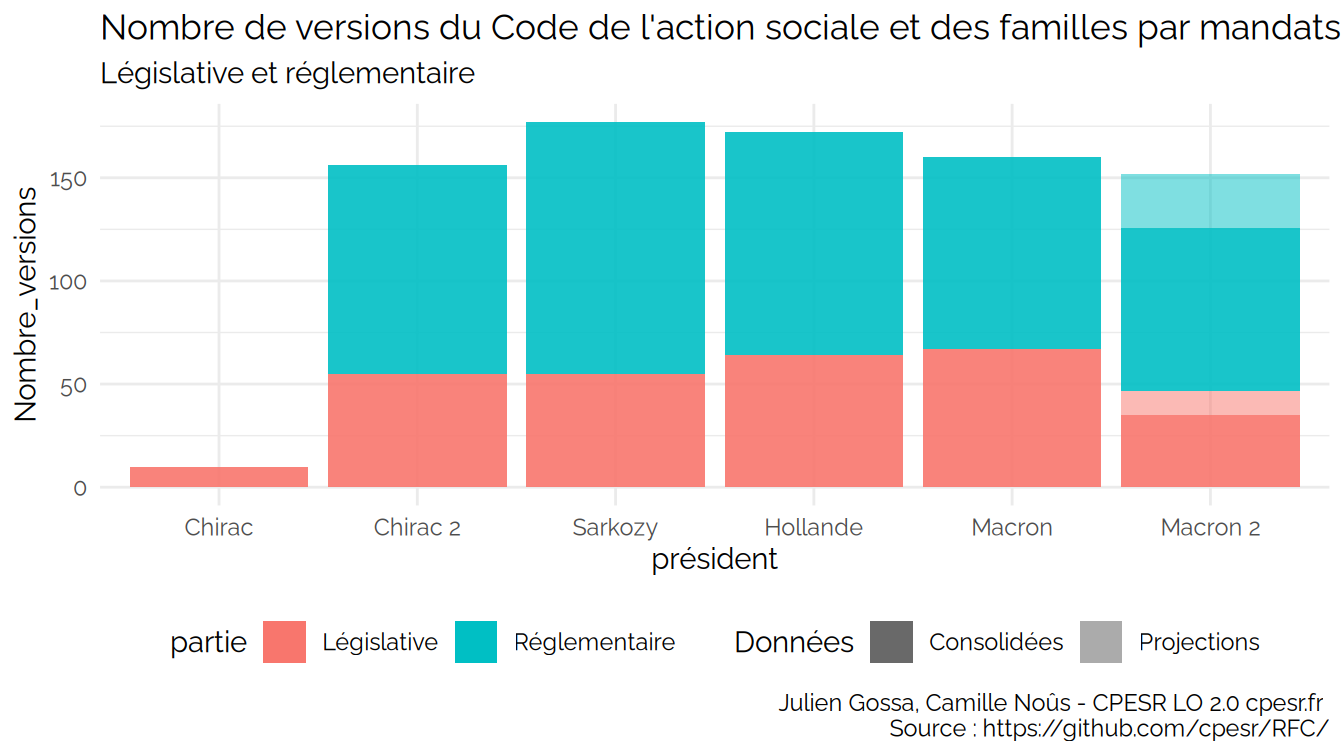 Nombre de versions du Code de l'action sociale et des familles par mandats
Législative et réglementaire
Nombre_versions
150
100
50
0
Chirac Chirac 2 Sarkozy Hollande Macron Macron 2
président
partie Législative Réglementaire Données Consolidées Projections
Julien Gossa, Camille Noûs - CPESR LO 2.0 cpesr.fr
Source : https://github.com/cpesr/RFC/